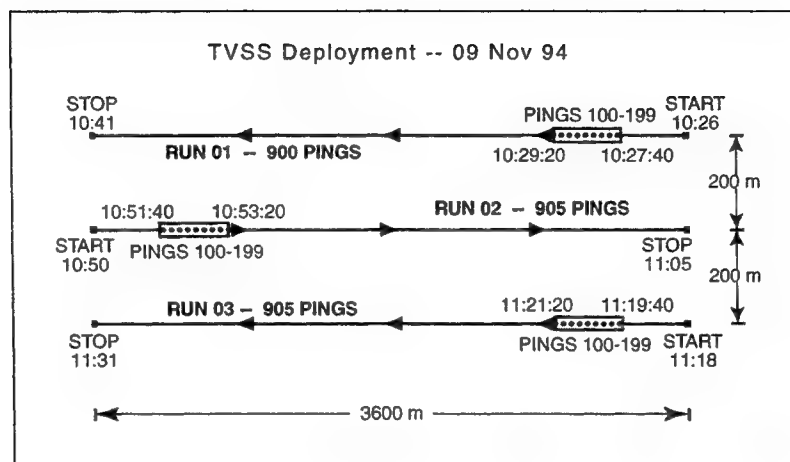 TVSS Deployment -- 09 Nov 94
STOP
10:41
PINGS 100-199
START
10:26
RUN 01 – 900 PINGS
10:29:20
10:27:40
200 m
10:51:40
10:53:20
RUN 02 – 905 PINGS
START
10:50
PINGS 100-199
STOP
11:05
200 m
RUN 03 – 905 PINGS
11:21:20
11:19:40
STOP
11:31
PINGS 100-199
START
11:18
3600 m